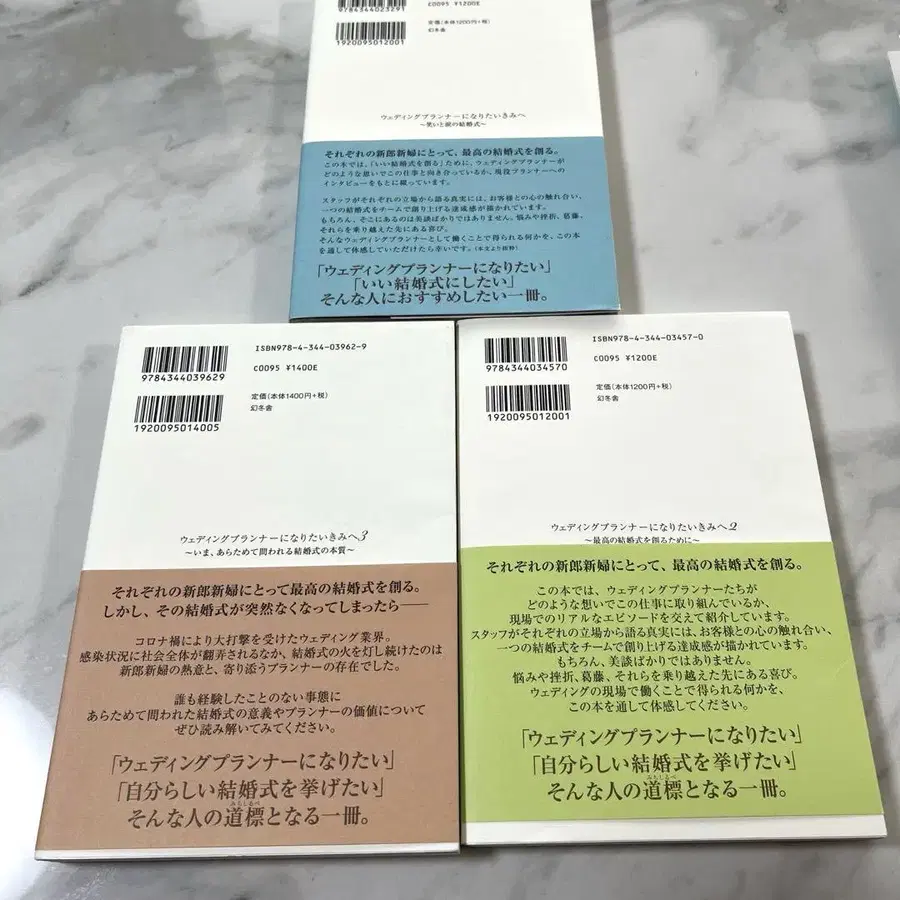 9784344023291
C0095 ¥1200E
定価(本体1200円+税)
幻冬舎
1920095012001
ウェディングプランナーになりたいきみへ
〜笑いと涙の結婚式〜
それぞれの新郎新婦にとって、最高の結婚式を創る。
この本では、「いい結婚式を創る」ために、ウェディングプランナーが
どのような思いでこの仕事と向き合っているか、現役プランナーへの
インタビューをもとに綴っています。
スタッフがそれぞれの立場から語る真実には、お客様との心の触れ合い、
一つの結婚式をチームで創り上げる達成感が描かれています。
もちろん、そこにあるのは美談ばかりではありません。悩みや挫折、葛藤、
それらを乗り越えた先にある喜び。
そんなウェディングプランナーとして働くことで得られる何かを、この本
を通して体感していただけたら幸いです。(本文より抜粋)
「ウェディングプランナーになりたい」
「いい結婚式にしたい」
そんな人におすすめしたい一冊。
ISBN978-4-344-03962-9
9784344039629
C0095 ¥1400E
定価(本体1400円+税)
幻冬舎
1920095014005
ウェディングプランナーになりたいきみへ3
〜いま、あらためて問われる結婚式の本質〜
それぞれの新郎新婦にとって最高の結婚式を創る。
しかし、その結婚式が突然なくなってしまったら――
コロナ禍により大打撃を受けたウェディング業界。
感染状況に社会全体が翻弄されるなか、結婚式の火を灯し続けたのは
新郎新婦の熱意と、寄り添うプランナーの存在でした。
誰も経験したことのない事態に
あらためて問われた結婚式の意義やプランナーの価値について
ぜひ読み解いてみてください。
「ウェディングプランナーになりたい」
「自分らしい結婚式を挙げたい」
みちしるべ
そんな人の道標となる一冊。
ISBN978-4-344-03457-0
9784344034570
C0095 ¥1200E
定価(本体1200円+税)
幻冬舎
1920095012001
ウェディングプランナーになりたいきみへ2
〜最高の結婚式を創るために〜
それぞれの新郎新婦にとって、最高の結婚式を創る。
この本では、ウェディングプランナーたちが
どのような想いでこの仕事に取り組んでいるか、
現場でのリアルなエピソードを交えて紹介しています。
スタッフがそれぞれの立場から語る真実には、お客様との心の触れ合い、
一つの結婚式をチームで創り上げる達成感が描かれています。
もちろん、美談ばかりではありません。
悩みや挫折、葛藤、それらを乗り越えた先にある喜び。
ウェディングの現場で働くことで得られる何かを、
この本を通して体感してください。
「ウェディングプランナーになりたい」
「自分らしい結婚式を挙げたい」
みちしるべ
そんな人の道標となる一冊。